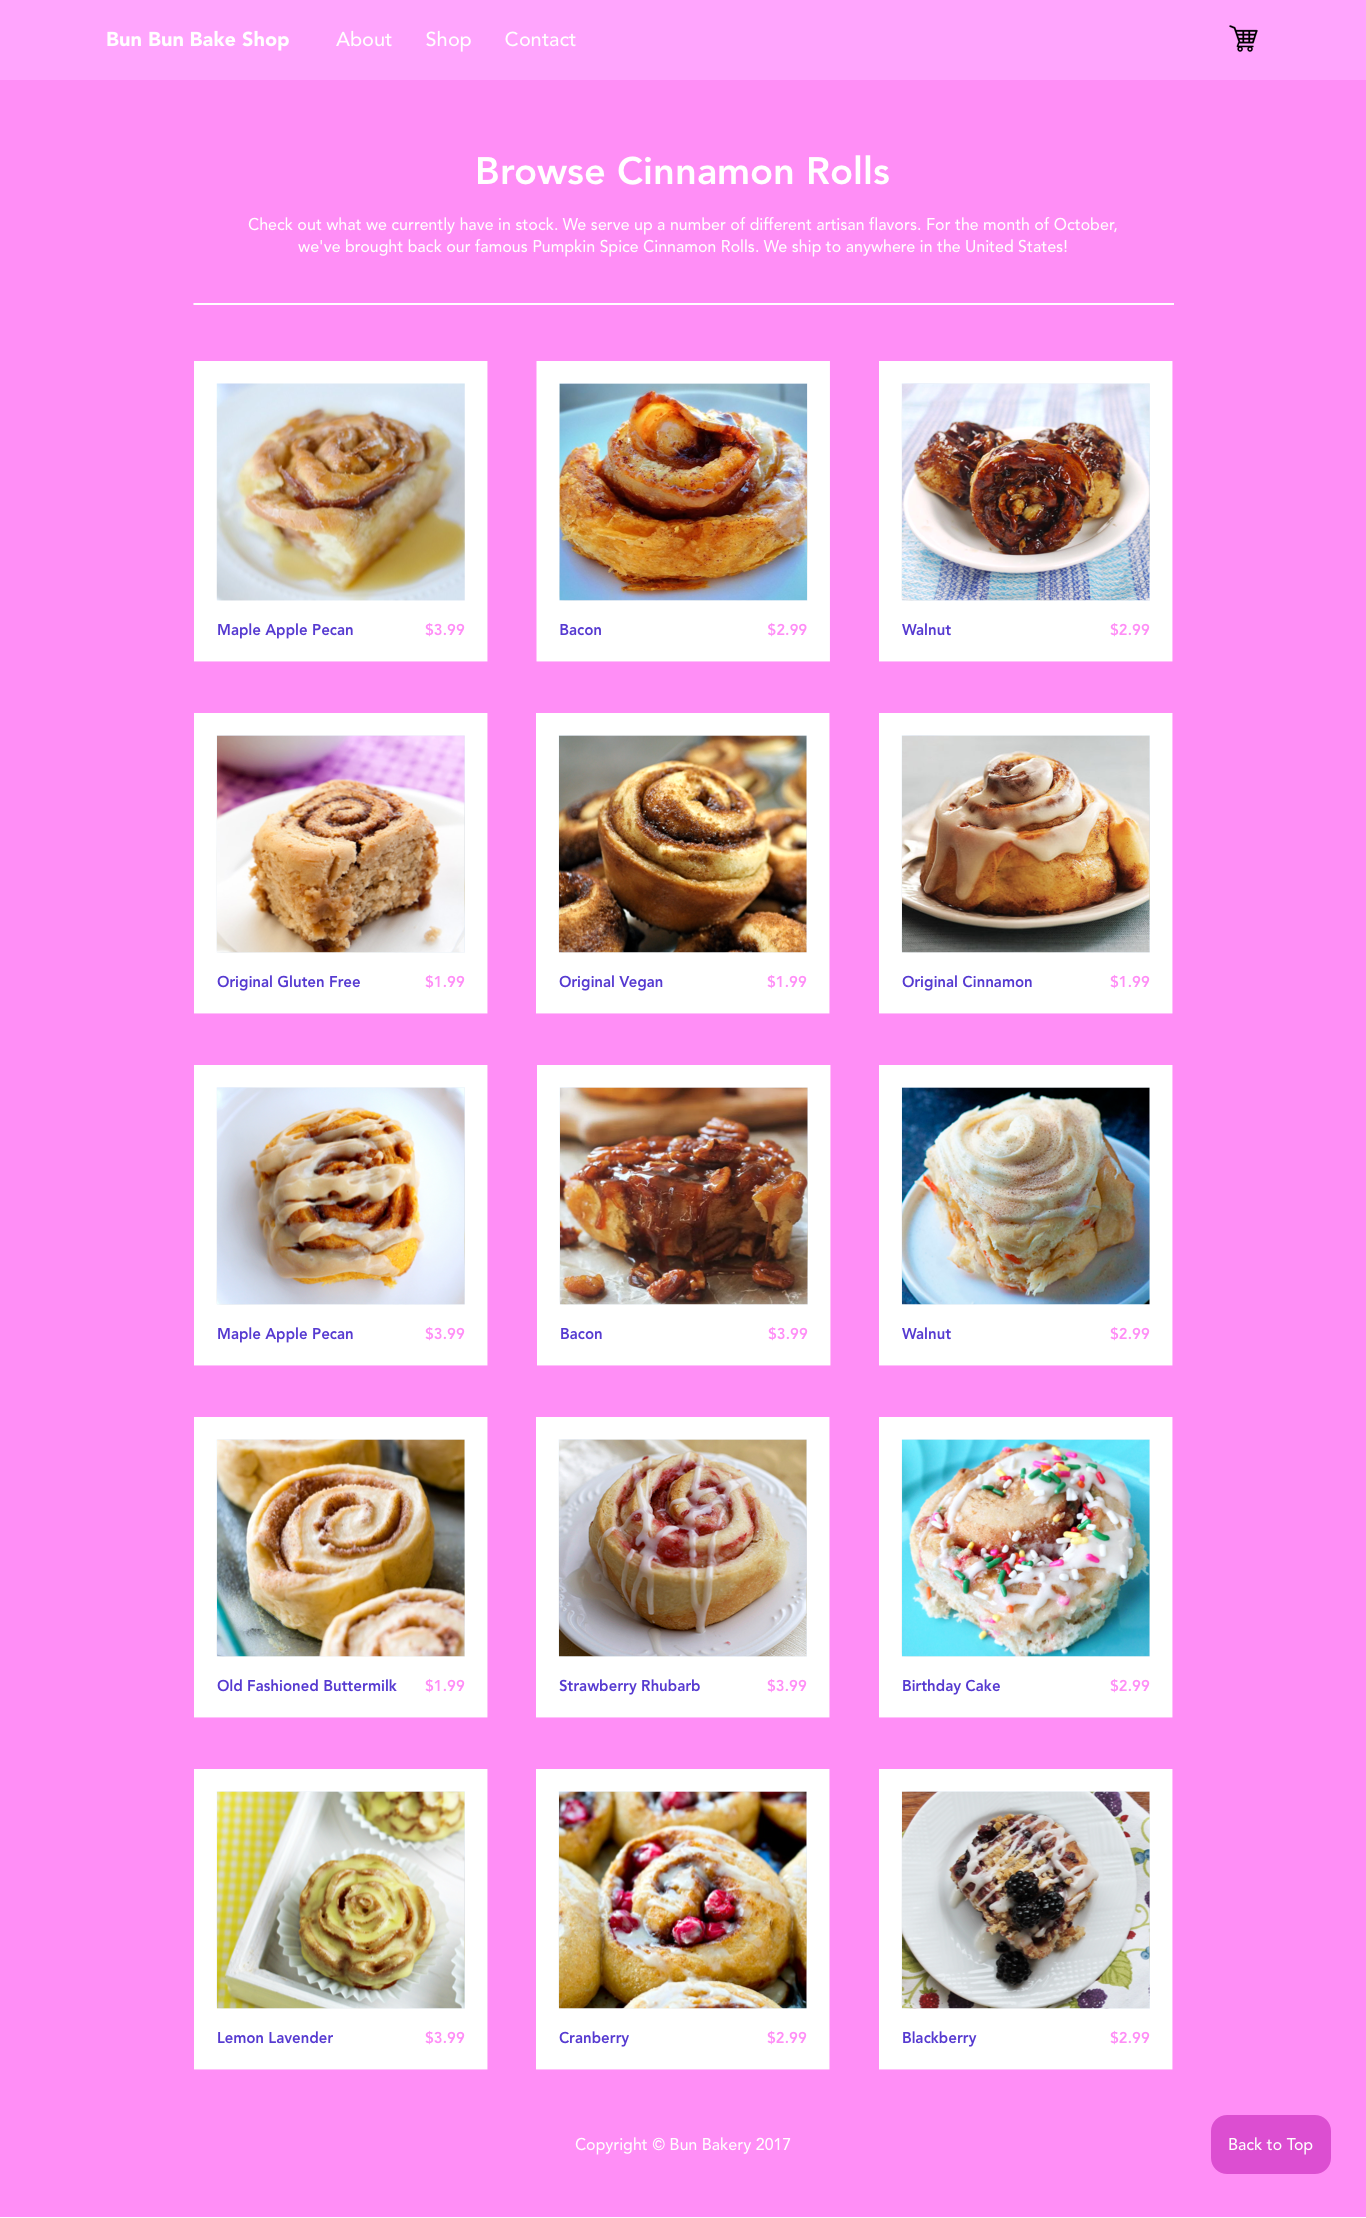 Bun Bun Bake Shop About Shop Contact
Browse Cinnamon Rolls
Check out what we currently have in stock. We serve up a number of different artisan flavors. For the month of October,
we've brought back our famous Pumpkin Spice Cinnamon Rolls. We ship to anywhere in the United States!
Maple Apple Pecan $3.99
Bacon $2.99
Walnut $2.99
Original Gluten Free $1.99
Original Vegan $1.99
Original Cinnamon $1.99
Maple Apple Pecan $3.99
Bacon $3.99
Walnut $2.99
Old Fashioned Buttermilk $1.99
Strawberry Rhubarb $3.99
Birthday Cake $2.99
Lemon Lavender $3.99
Cranberry $2.99
Blackberry $2.99
Copyright © Bun Bakery 2017
Back to Top